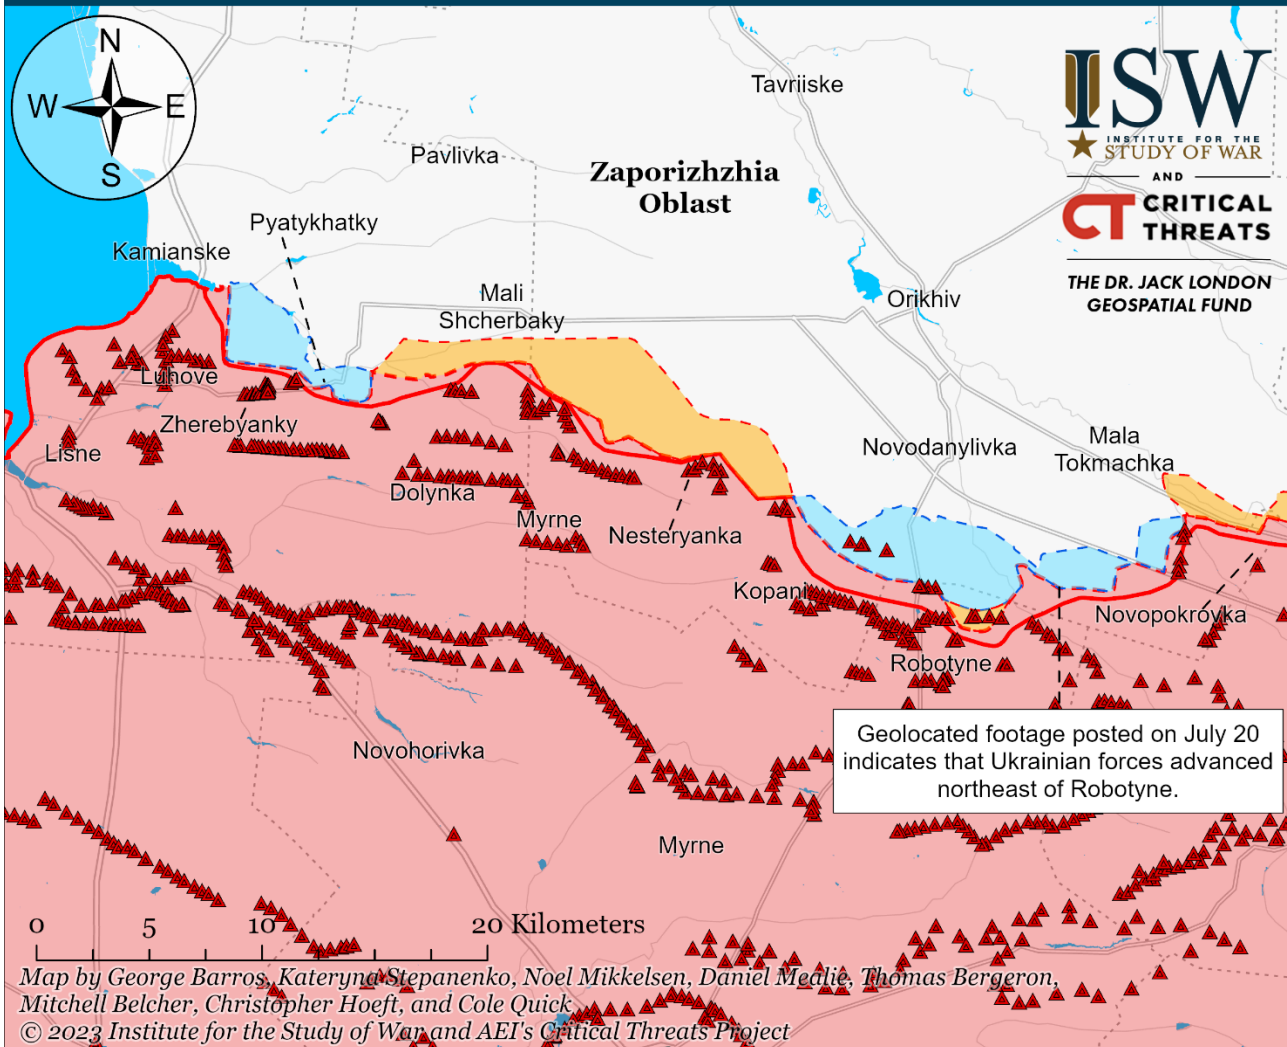 N
W E
S
Tavriiske
ISW
INSTITUTE FOR THE
STUDY OF WAR
AND
CT CRITICAL
THREATS
THE DR. JACK LONDON
GEOSPATIAL FUND
Pavlivka
Zaporizhzhia
Oblast
Pyatykhatky
Kamianske
Mali
Shcherbaky
Orikhiv
Luhove
Zherebyanky
Lisne
Novodanylivka
Mala
Tokmachka
Dolynka
Myrne
Nesteryanka
Kopani
Novopokrovka
Robotyne
Geolocated footage posted on July 20
indicates that Ukrainian forces advanced
northeast of Robotyne.
Novohorivka
Myrne
0 5 10 20 Kilometers
Map by George Barros, Kateryna Stepanenko, Noel Mikkelsen, Daniel Mealie, Thomas Bergeron,
Mitchell Belcher, Christopher Hoeft, and Cole Quick
© 2023 Institute for the Study of War and AEI's Critical Threats Project